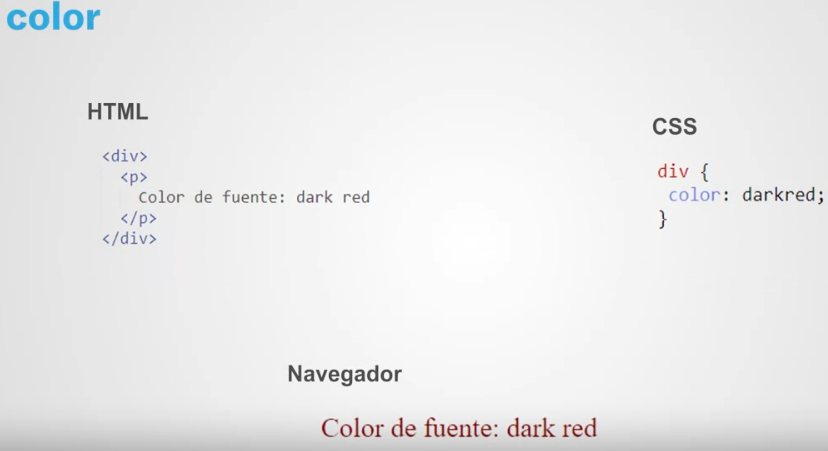 color
HTML
<div>
<p>
Color de fuente: dark red
</p>
</div>
CSS
div {
color: darkred;
}
Navegador
Color de fuente: dark red